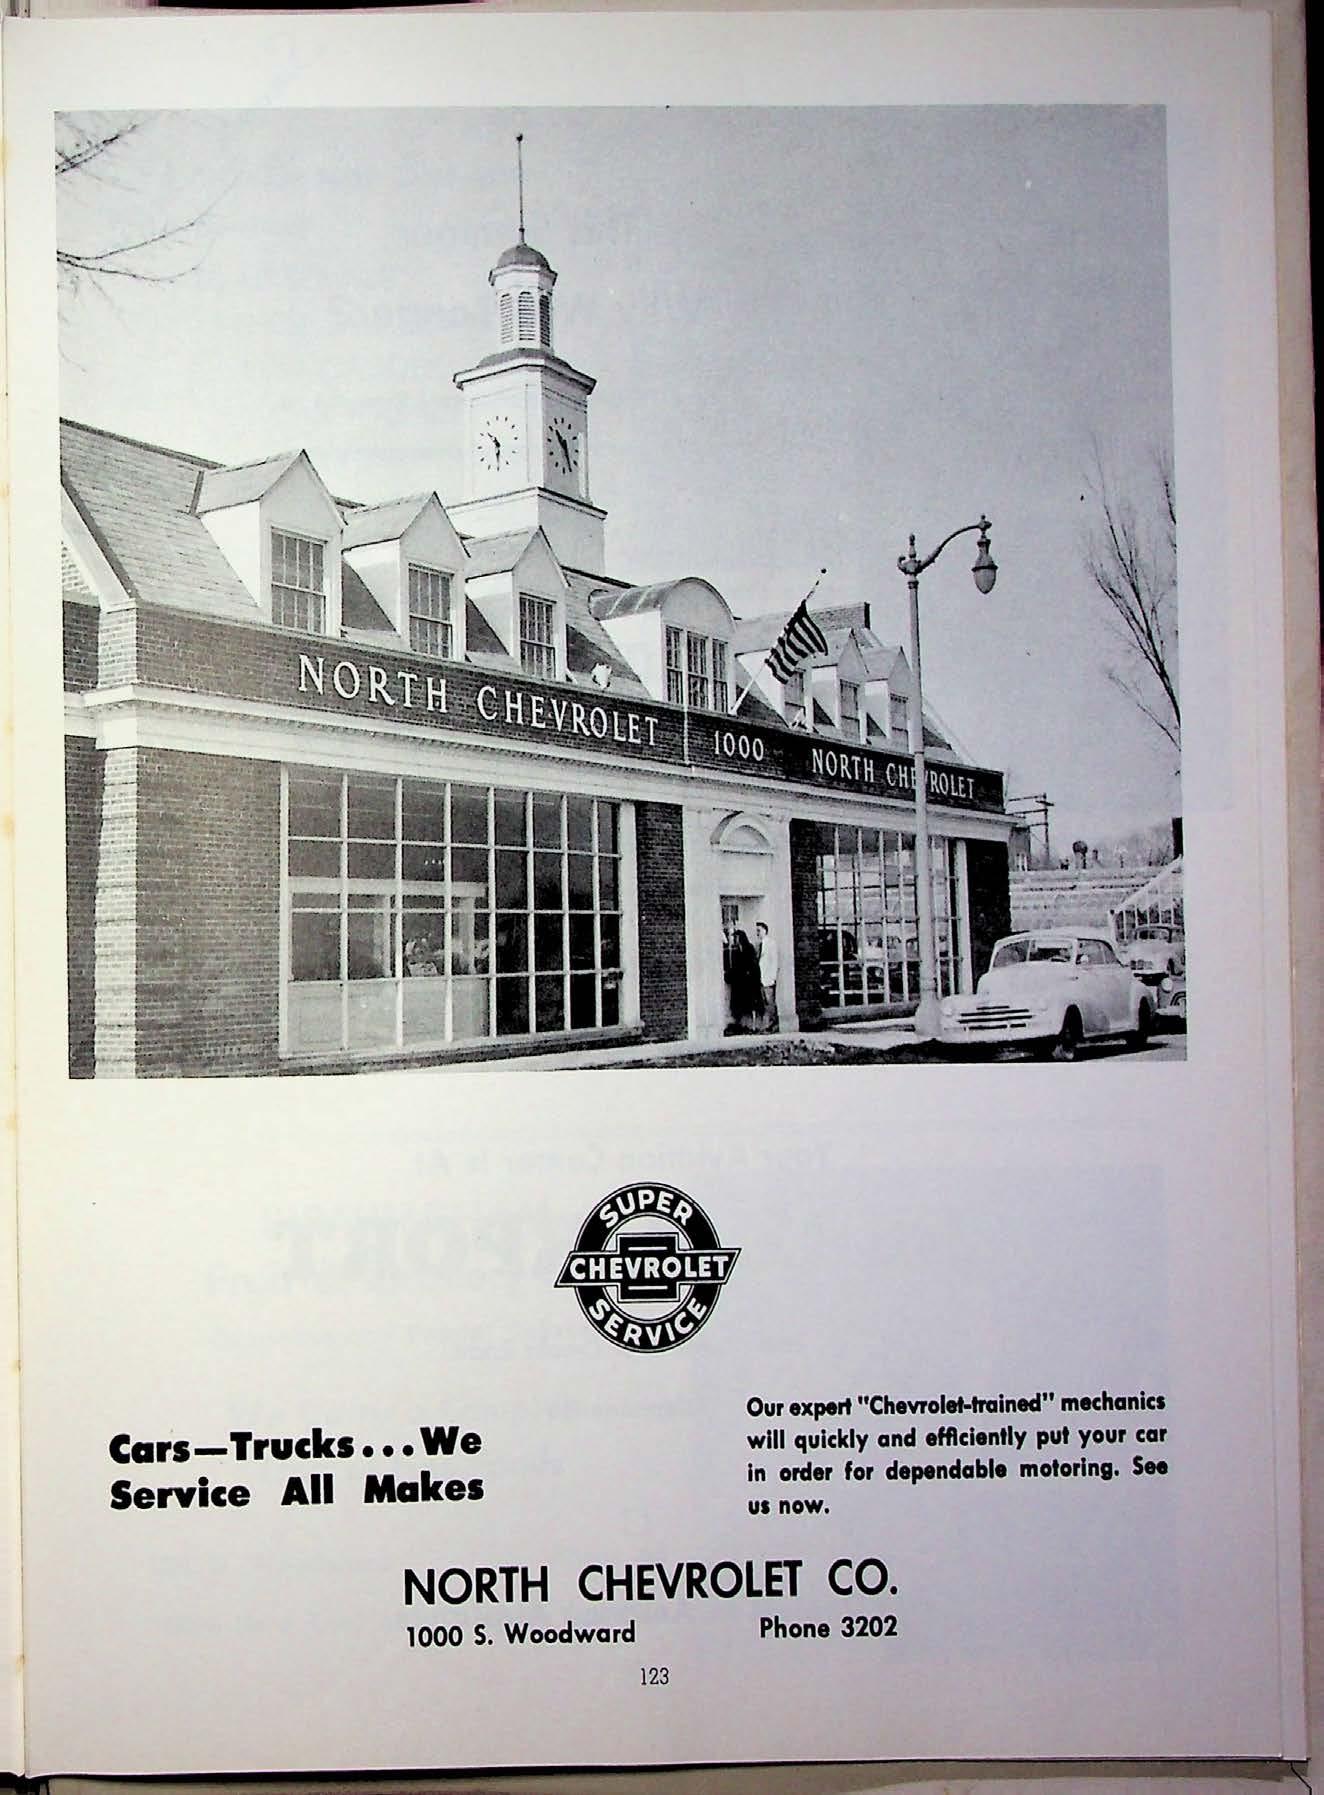 NORTH CHEVROLET 1000 NORTH CHEVROLET
SUPER
CHEVROLET
SERVICE
Cars—Trucks...We
Service All Makes
Our expert "Chevrolet-trained" mechanics
will quickly and efficiently put your car
in order for dependable motoring. See
us now.
NORTH CHEVROLET CO.
1000 S. Woodward Phone 3202
123